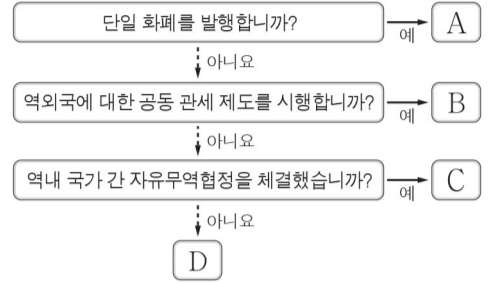 단일 화폐를 발행합니까?
예
A
아니요
역외국에 대한 공동 관세 제도를 시행합니까?
예
B
아니요
역내 국가 간 자유무역협정을 체결했습니까?
예
C
아니요
D